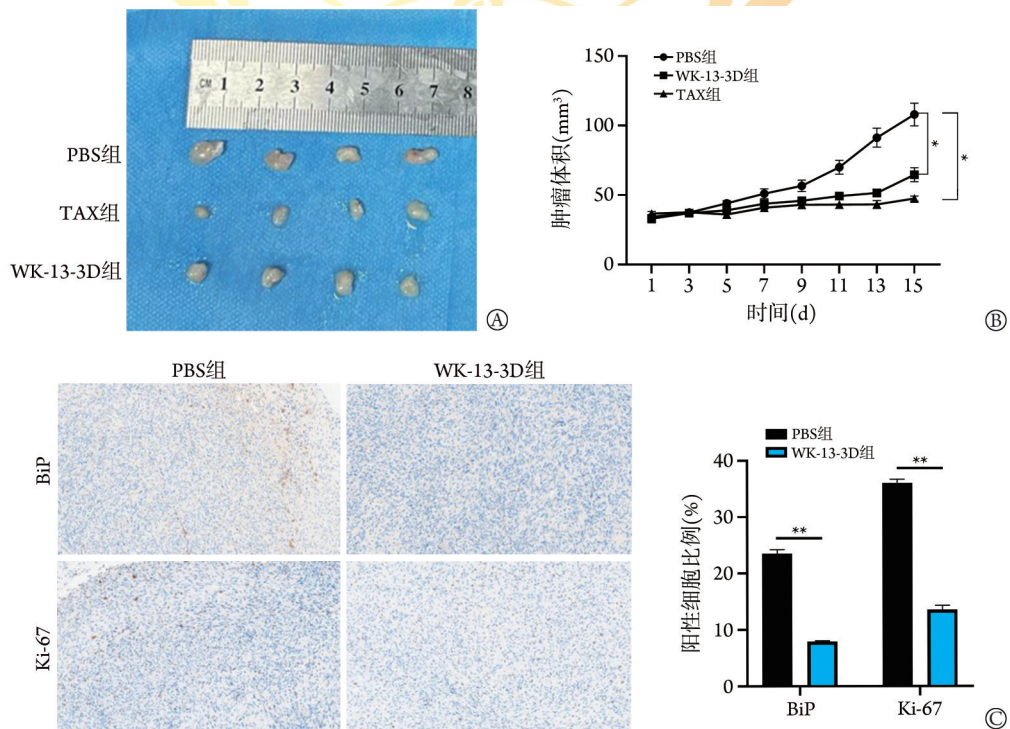 CM 1 2 3 4 5 6 7 8
PBS组
TAX组
WK-13-3D组
Ⓐ
150
100
50
0
肿瘤体积(mm³)
PBS组
WK-13-3D组
TAX组
*
*
1 3 5 7 9 11 13 15
时间(d)
Ⓑ
PBS组 WK-13-3D组
BiP
Ki-67
PBS组
WK-13-3D组
40
30
20
10
0
阳性细胞比例(%)
**
**
BiP Ki-67
Ⓒ